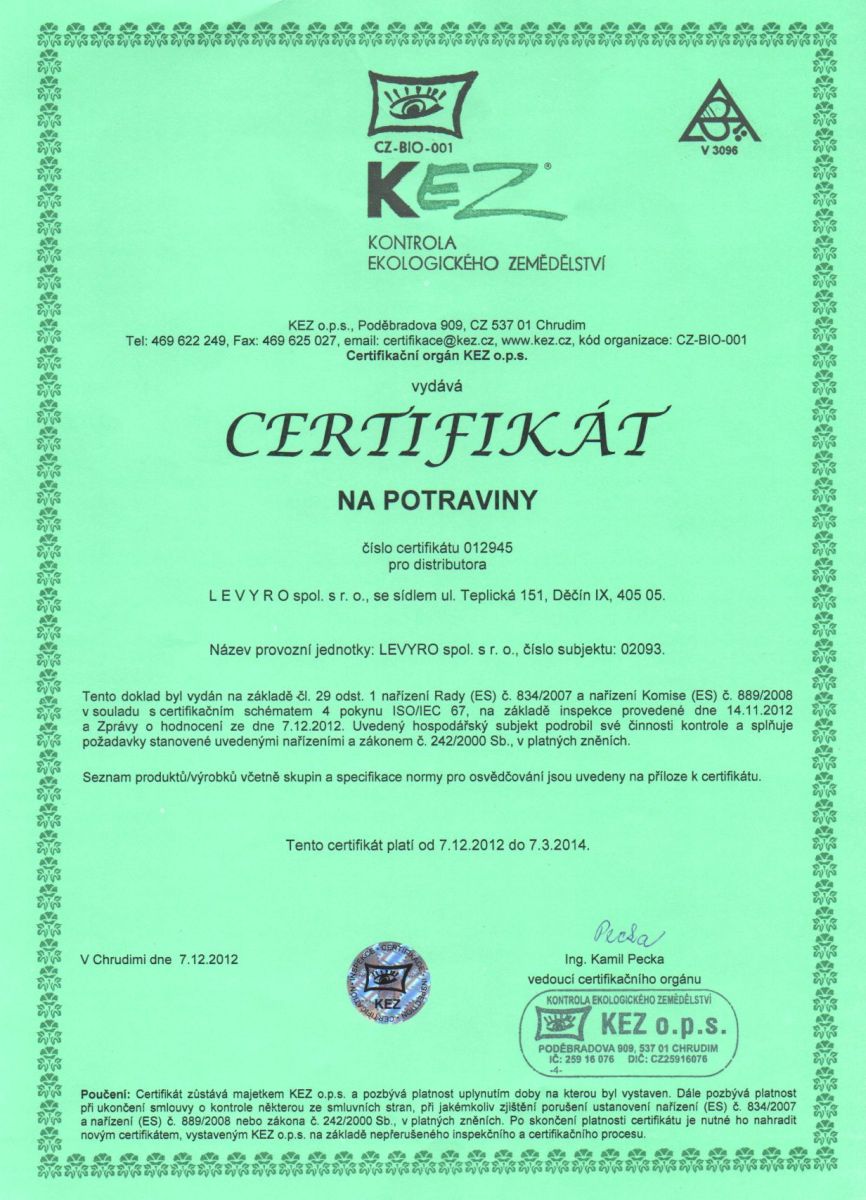 CZ-BIO-001
V 3096
KEZ®
KONTROLA
EKOLOGICKÉHO ZEMĚDĚLSTVÍ
KEZ o.p.s., Poděbradova 909, CZ 537 01 Chrudim
Tel: 469 622 249, Fax: 469 625 027, email: certifikace@kez.cz, www.kez.cz, kód organizace: CZ-BIO-001
Certifikační orgán KEZ o.p.s.
vydává
CERTIFIKÁT
NA POTRAVINY
číslo certifikátu 012945
pro distributora
L E V Y R O spol. s r. o., se sídlem ul. Teplická 151, Děčín IX, 405 05.
Název provozní jednotky: LEVYRO spol. s r. o., číslo subjektu: 02093.
Tento doklad byl vydán na základě čl. 29 odst. 1 nařízení Rady (ES) č. 834/2007 a nařízení Komise (ES) č. 889/2008
v souladu s certifikačním schématem 4 pokynu ISO/IEC 67, na základě inspekce provedené dne 14.11.2012
a Zprávy o hodnocení ze dne 7.12.2012. Uvedený hospodářský subjekt podrobil své činnosti kontrole a splňuje
požadavky stanovené uvedenými nařízeními a zákonem č. 242/2000 Sb., v platných zněních.
Seznam produktů/výrobků včetně skupin a specifikace normy pro osvědčování jsou uvedeny na příloze k certifikátu.
Tento certifikát platí od 7.12.2012 do 7.3.2014.
V Chrudimi dne 7.12.2012
INSPEKCE • CERTIFIKACE • INSPECTION • CERTIFICATION
KEZ
Pecka
Ing. Kamil Pecka
vedoucí certifikačního orgánu
KONTROLA EKOLOGICKÉHO ZEMĚDĚLSTVÍ
KEZ o.p.s.
PODĚBRADOVA 909, 537 01 CHRUDIM
IČ: 259 16 076 DIČ: CZ25916076
-4-
Poučení: Certifikát zůstává majetkem KEZ o.p.s. a pozbývá platnost uplynutím doby na kterou byl vystaven. Dále pozbývá platnost
při ukončení smlouvy o kontrole některou ze smluvních stran, při jakémkoliv zjištění porušení ustanovení nařízení (ES) č. 834/2007
a nařízení (ES) č. 889/2008 nebo zákona č. 242/2000 Sb., v platných zněních. Po skončení platnosti certifikátu je nutné ho nahradit
novým certifikátem, vystaveným KEZ o.p.s. na základě nepřerušeného inspekčního a certifikačního procesu.